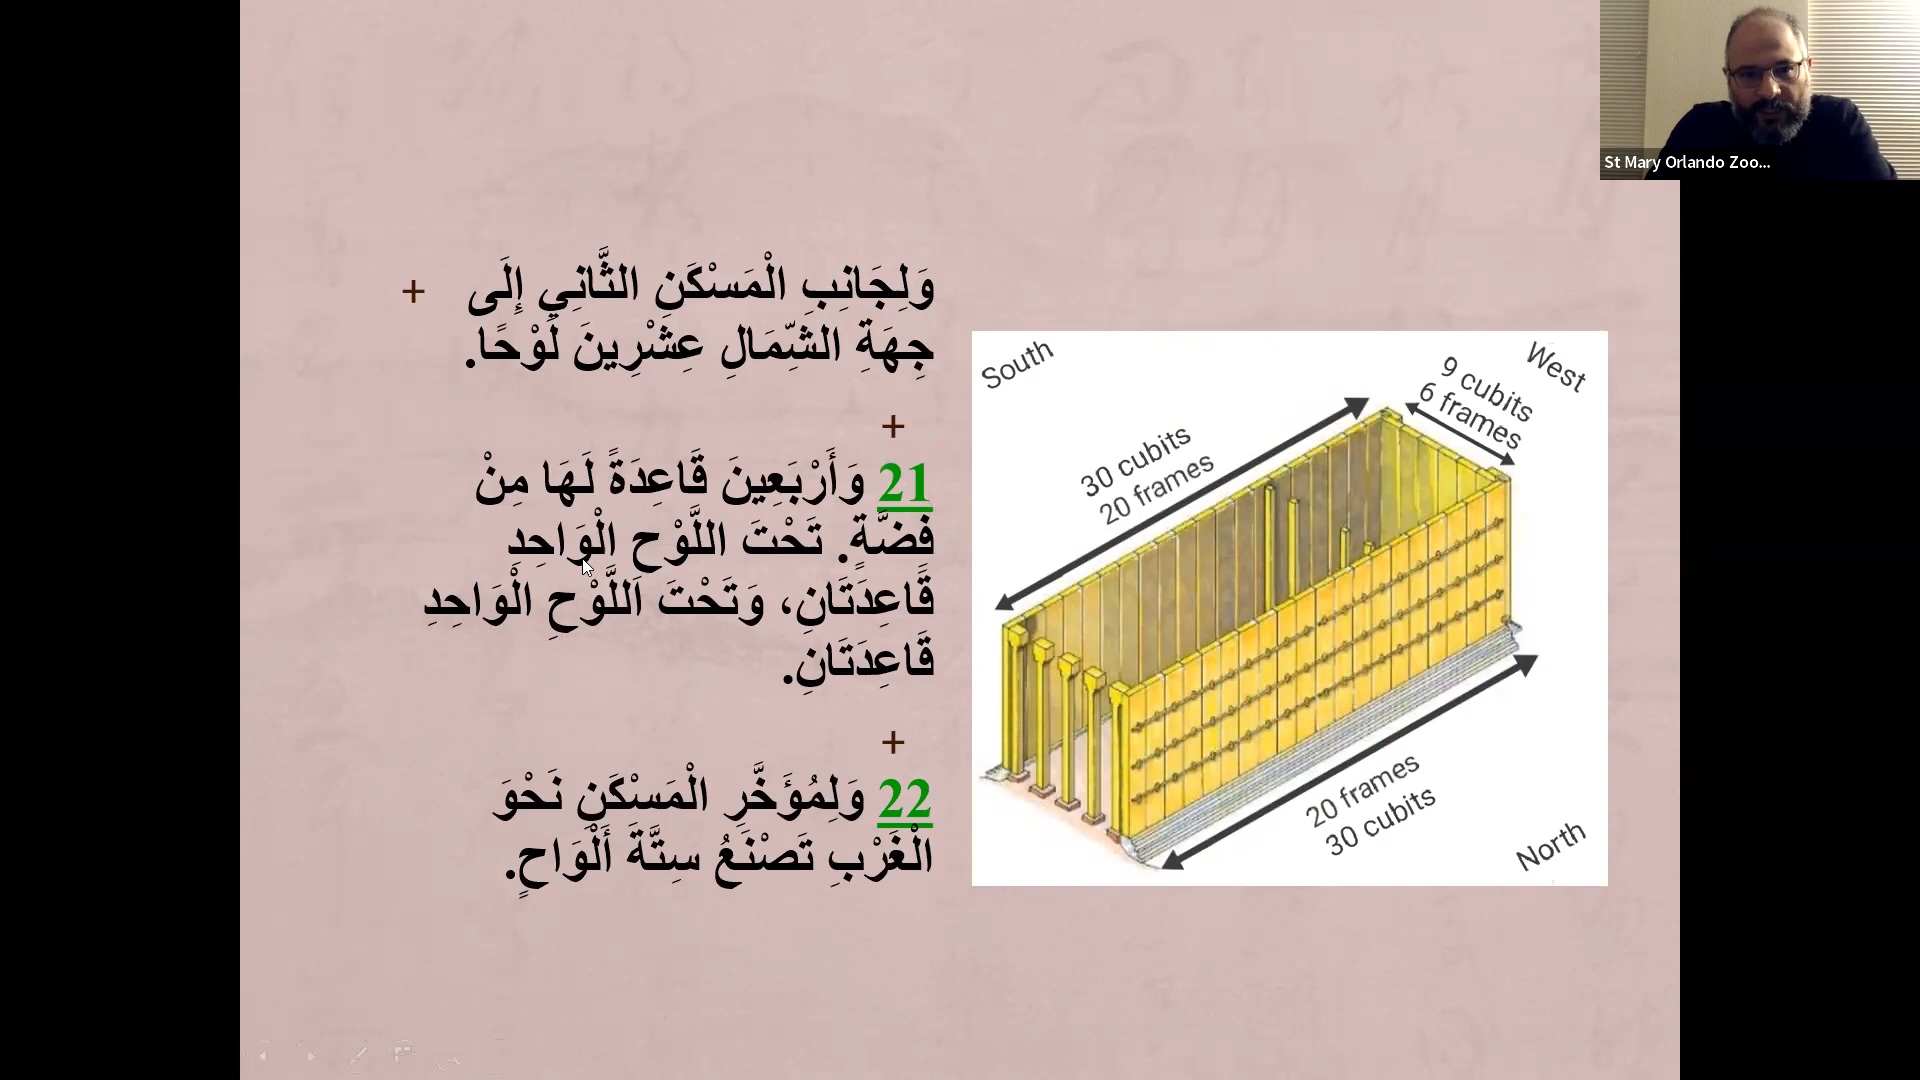 St Mary Orlando Zoo...
+ وَلِجَانِبِ الْمَسْكَنِ الثَّانِي إِلَى
جِهَةِ الشِّمَالِ عِشْرِينَ لَوْحًا.
+
21 وَأَرْبَعِينَ قَاعِدَةً لَهَا مِنْ
فِضَّةٍ. تَحْتَ اللَّوْحِ الْوَاحِدِ
قَاعِدَتَانِ، وَتَحْتَ اللَّوْحِ الْوَاحِدِ
قَاعِدَتَانِ.
+
22 وَلِمُؤَخَّرِ الْمَسْكَنِ نَحْوَ
الْغَرْبِ تَصْنَعُ سِتَّةَ أَلْوَاحٍ.
South
West
9 cubits
6 frames
30 cubits
20 frames
20 frames
30 cubits
North